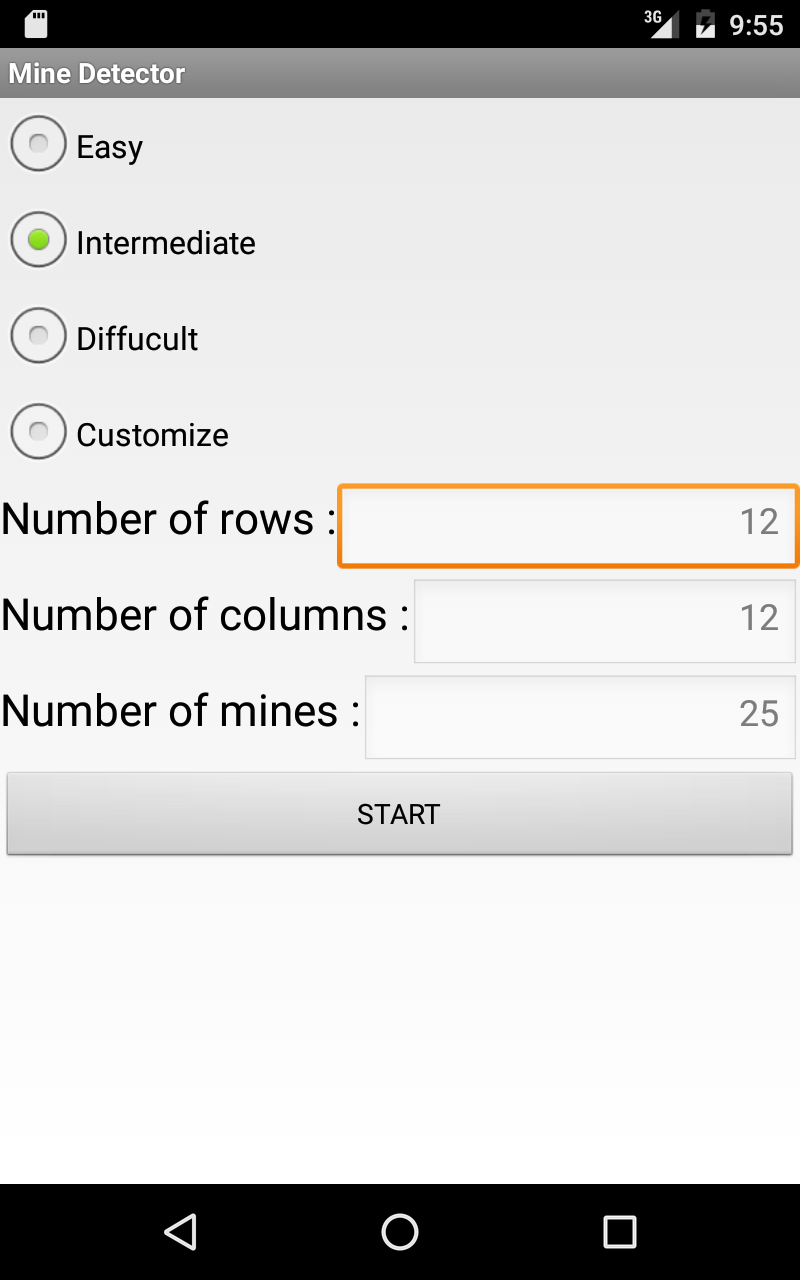 3G 9:55
Mine Detector
Easy
Intermediate
Diffucult
Customize
Number of rows : 12
Number of columns : 12
Number of mines : 25
START